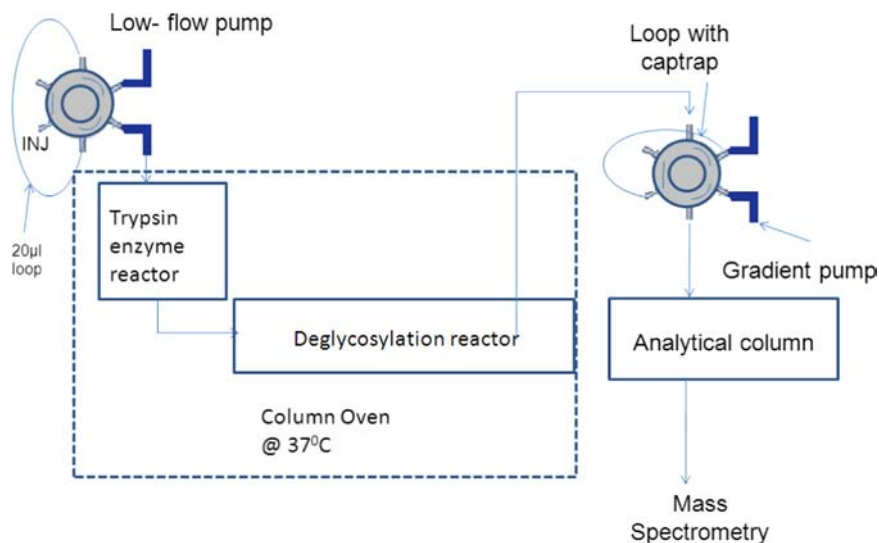 Low- flow pump
INJ
20µl
loop
Trypsin
enzyme
reactor
Deglycosylation reactor
Column Oven
@ 37⁰C
Loop with
captrap
Gradient pump
Analytical column
Mass
Spectrometry